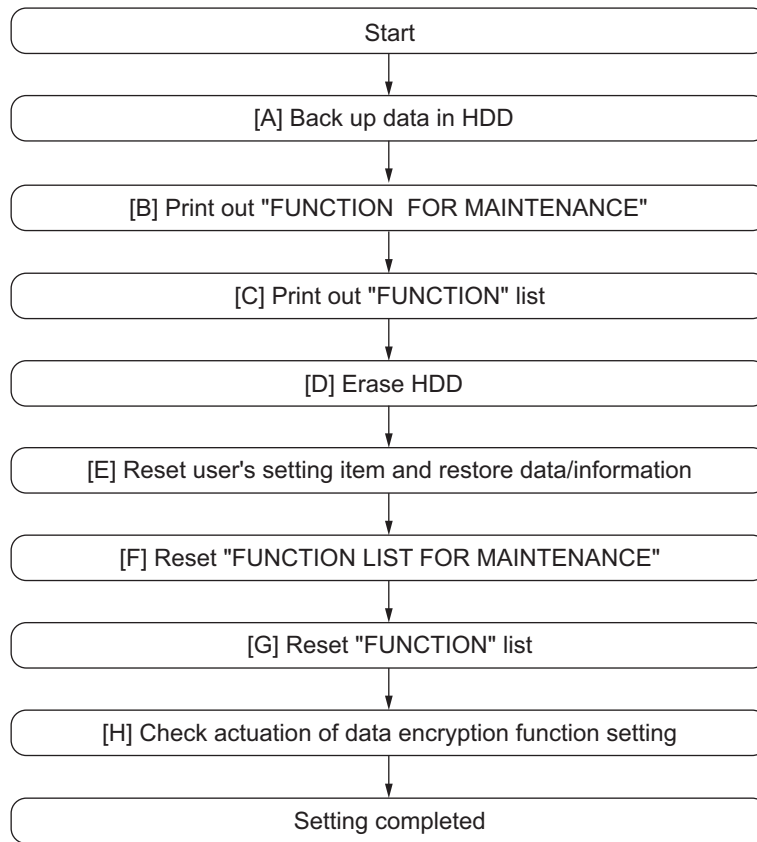 Start
[A] Back up data in HDD
[B] Print out "FUNCTION FOR MAINTENANCE"
[C] Print out "FUNCTION" list
[D] Erase HDD
[E] Reset user's setting item and restore data/information
[F] Reset "FUNCTION LIST FOR MAINTENANCE"
[G] Reset "FUNCTION" list
[H] Check actuation of data encryption function setting
Setting completed